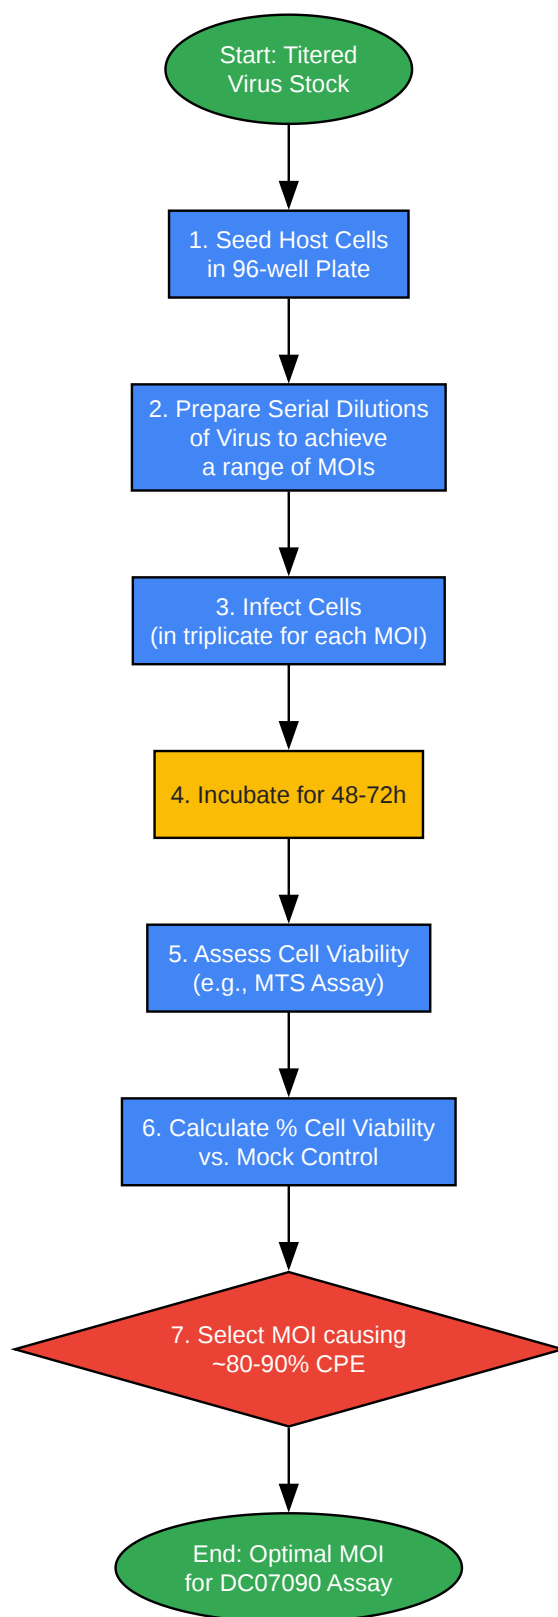 Start: Titered
Virus Stock
1. Seed Host Cells
in 96-well Plate
2. Prepare Serial Dilutions
of Virus to achieve
a range of MOIs
3. Infect Cells
(in triplicate for each MOI)
4. Incubate for 48-72h
5. Assess Cell Viability
(e.g., MTS Assay)
6. Calculate % Cell Viability
vs. Mock Control
7. Select MOI causing
~80-90% CPE
End: Optimal MOI
for DC07090 Assay